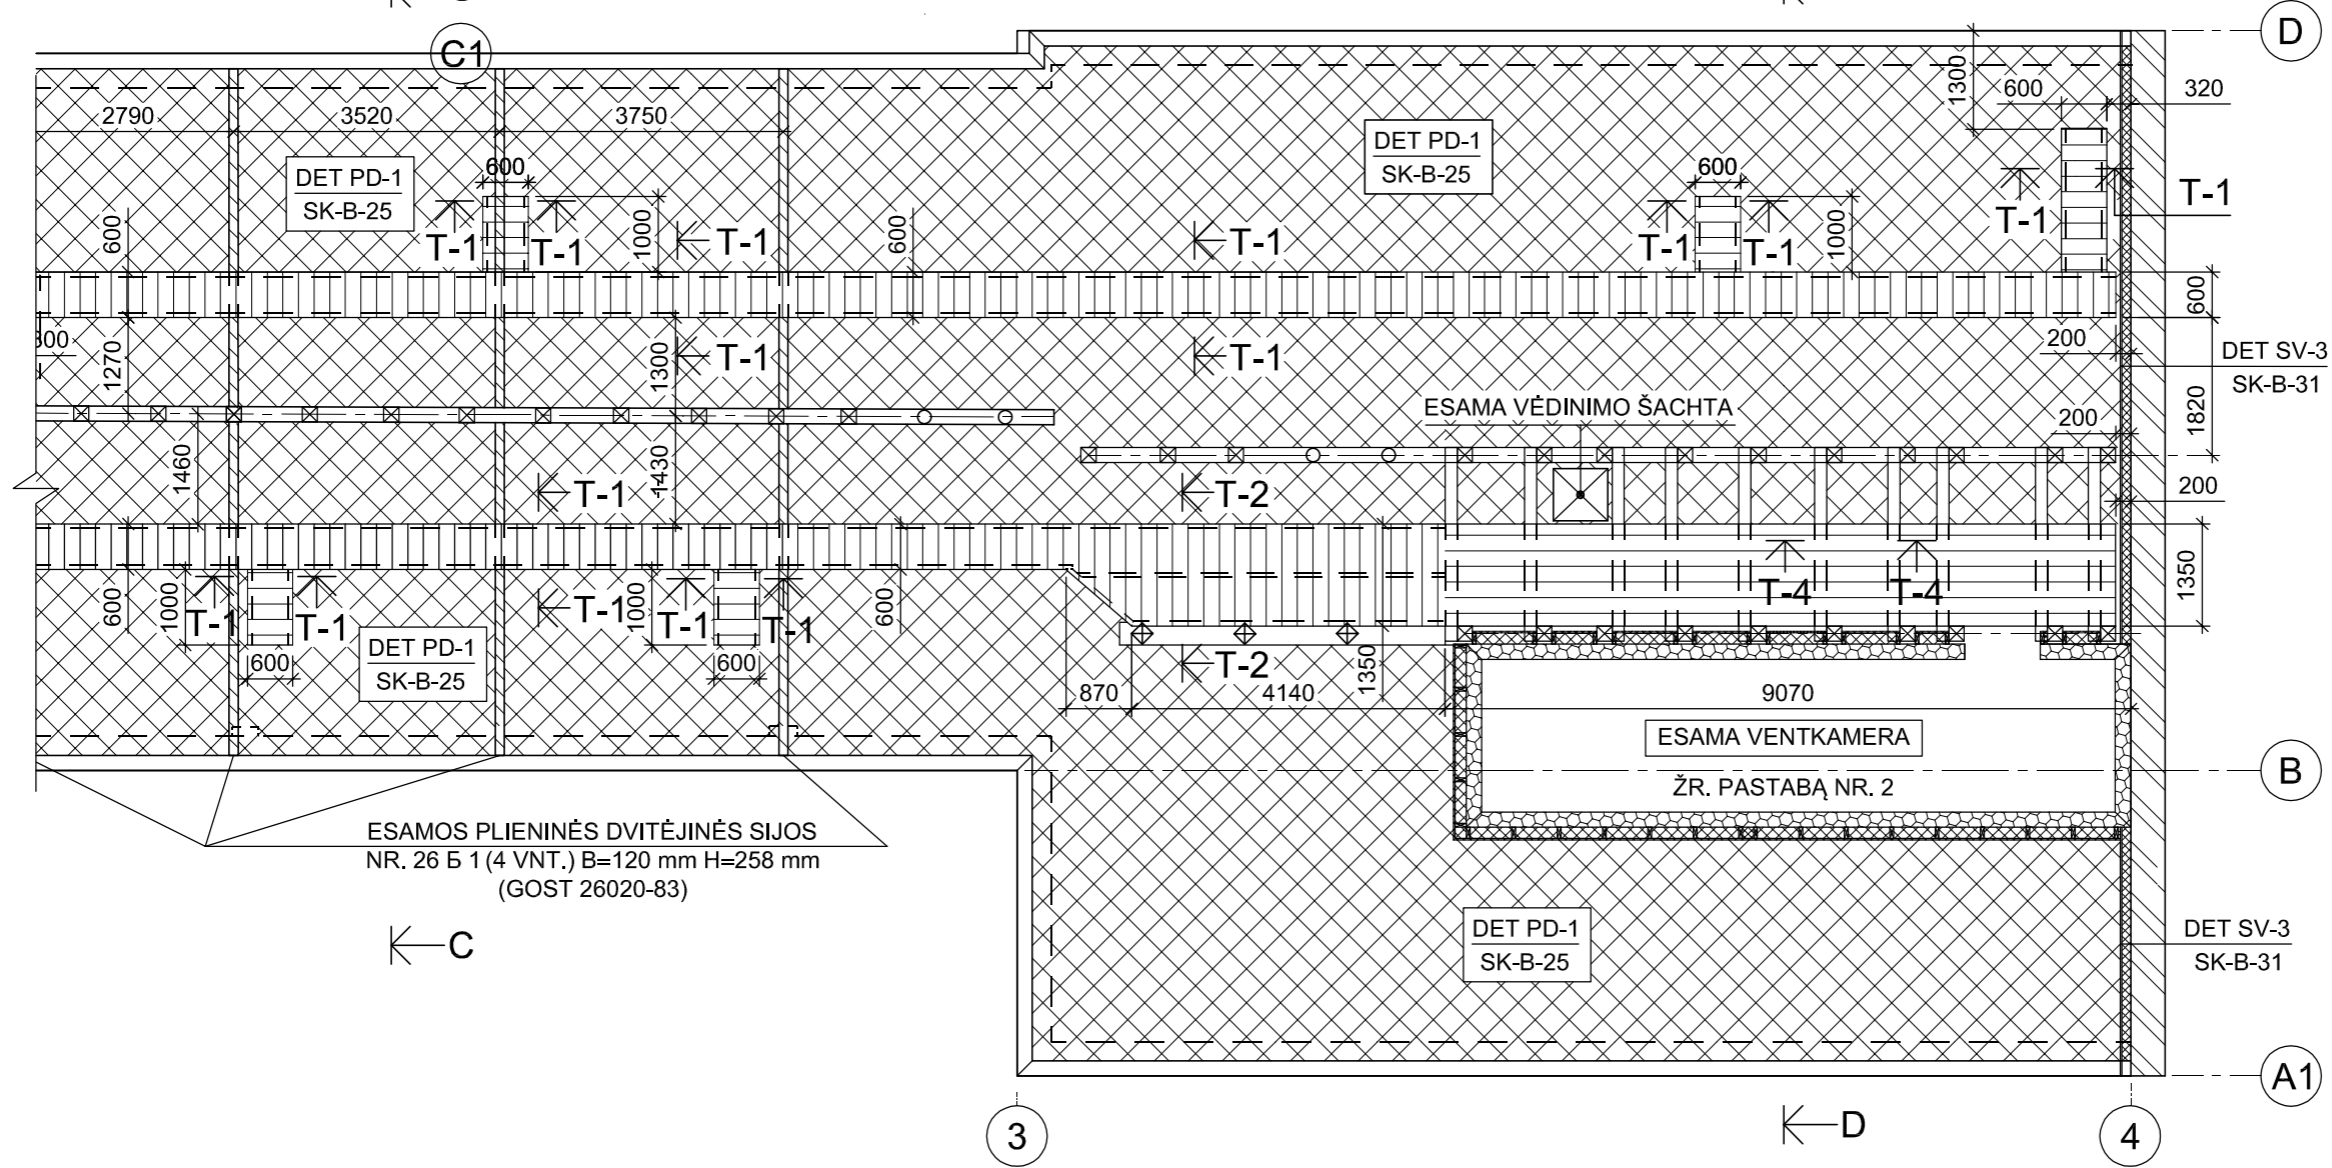 C1
D
2790
3520
3750
1300
600
320
DET PD-1
SK-B-25
600
DET PD-1
SK-B-25
600
T-1
600
T-1
T-1
1000
T-1
600
T-1
T-1
T-1
1000
T-1
T-1
600
300
1270
1300
T-1
T-1
200
DET SV-3
SK-B-31
1820
ESAMA VĖDINIMO ŠACHTA
200
1460
1430
T-1
T-2
200
1350
600
1000
T-1
T-1
T-1
1000
T-1
T-1
600
T-4
T-4
DET PD-1
SK-B-25
600
600
T-2
1350
870
4140
9070
ESAMA VENTKAMERA
ŽR. PASTABĄ NR. 2
B
ESAMOS PLIENINĖS DVITĖJINĖS SIJOS
NR. 26 Б 1 (4 VNT.) B=120 mm H=258 mm
(GOST 26020-83)
C
DET PD-1
SK-B-25
DET SV-3
SK-B-31
A1
3
D
4